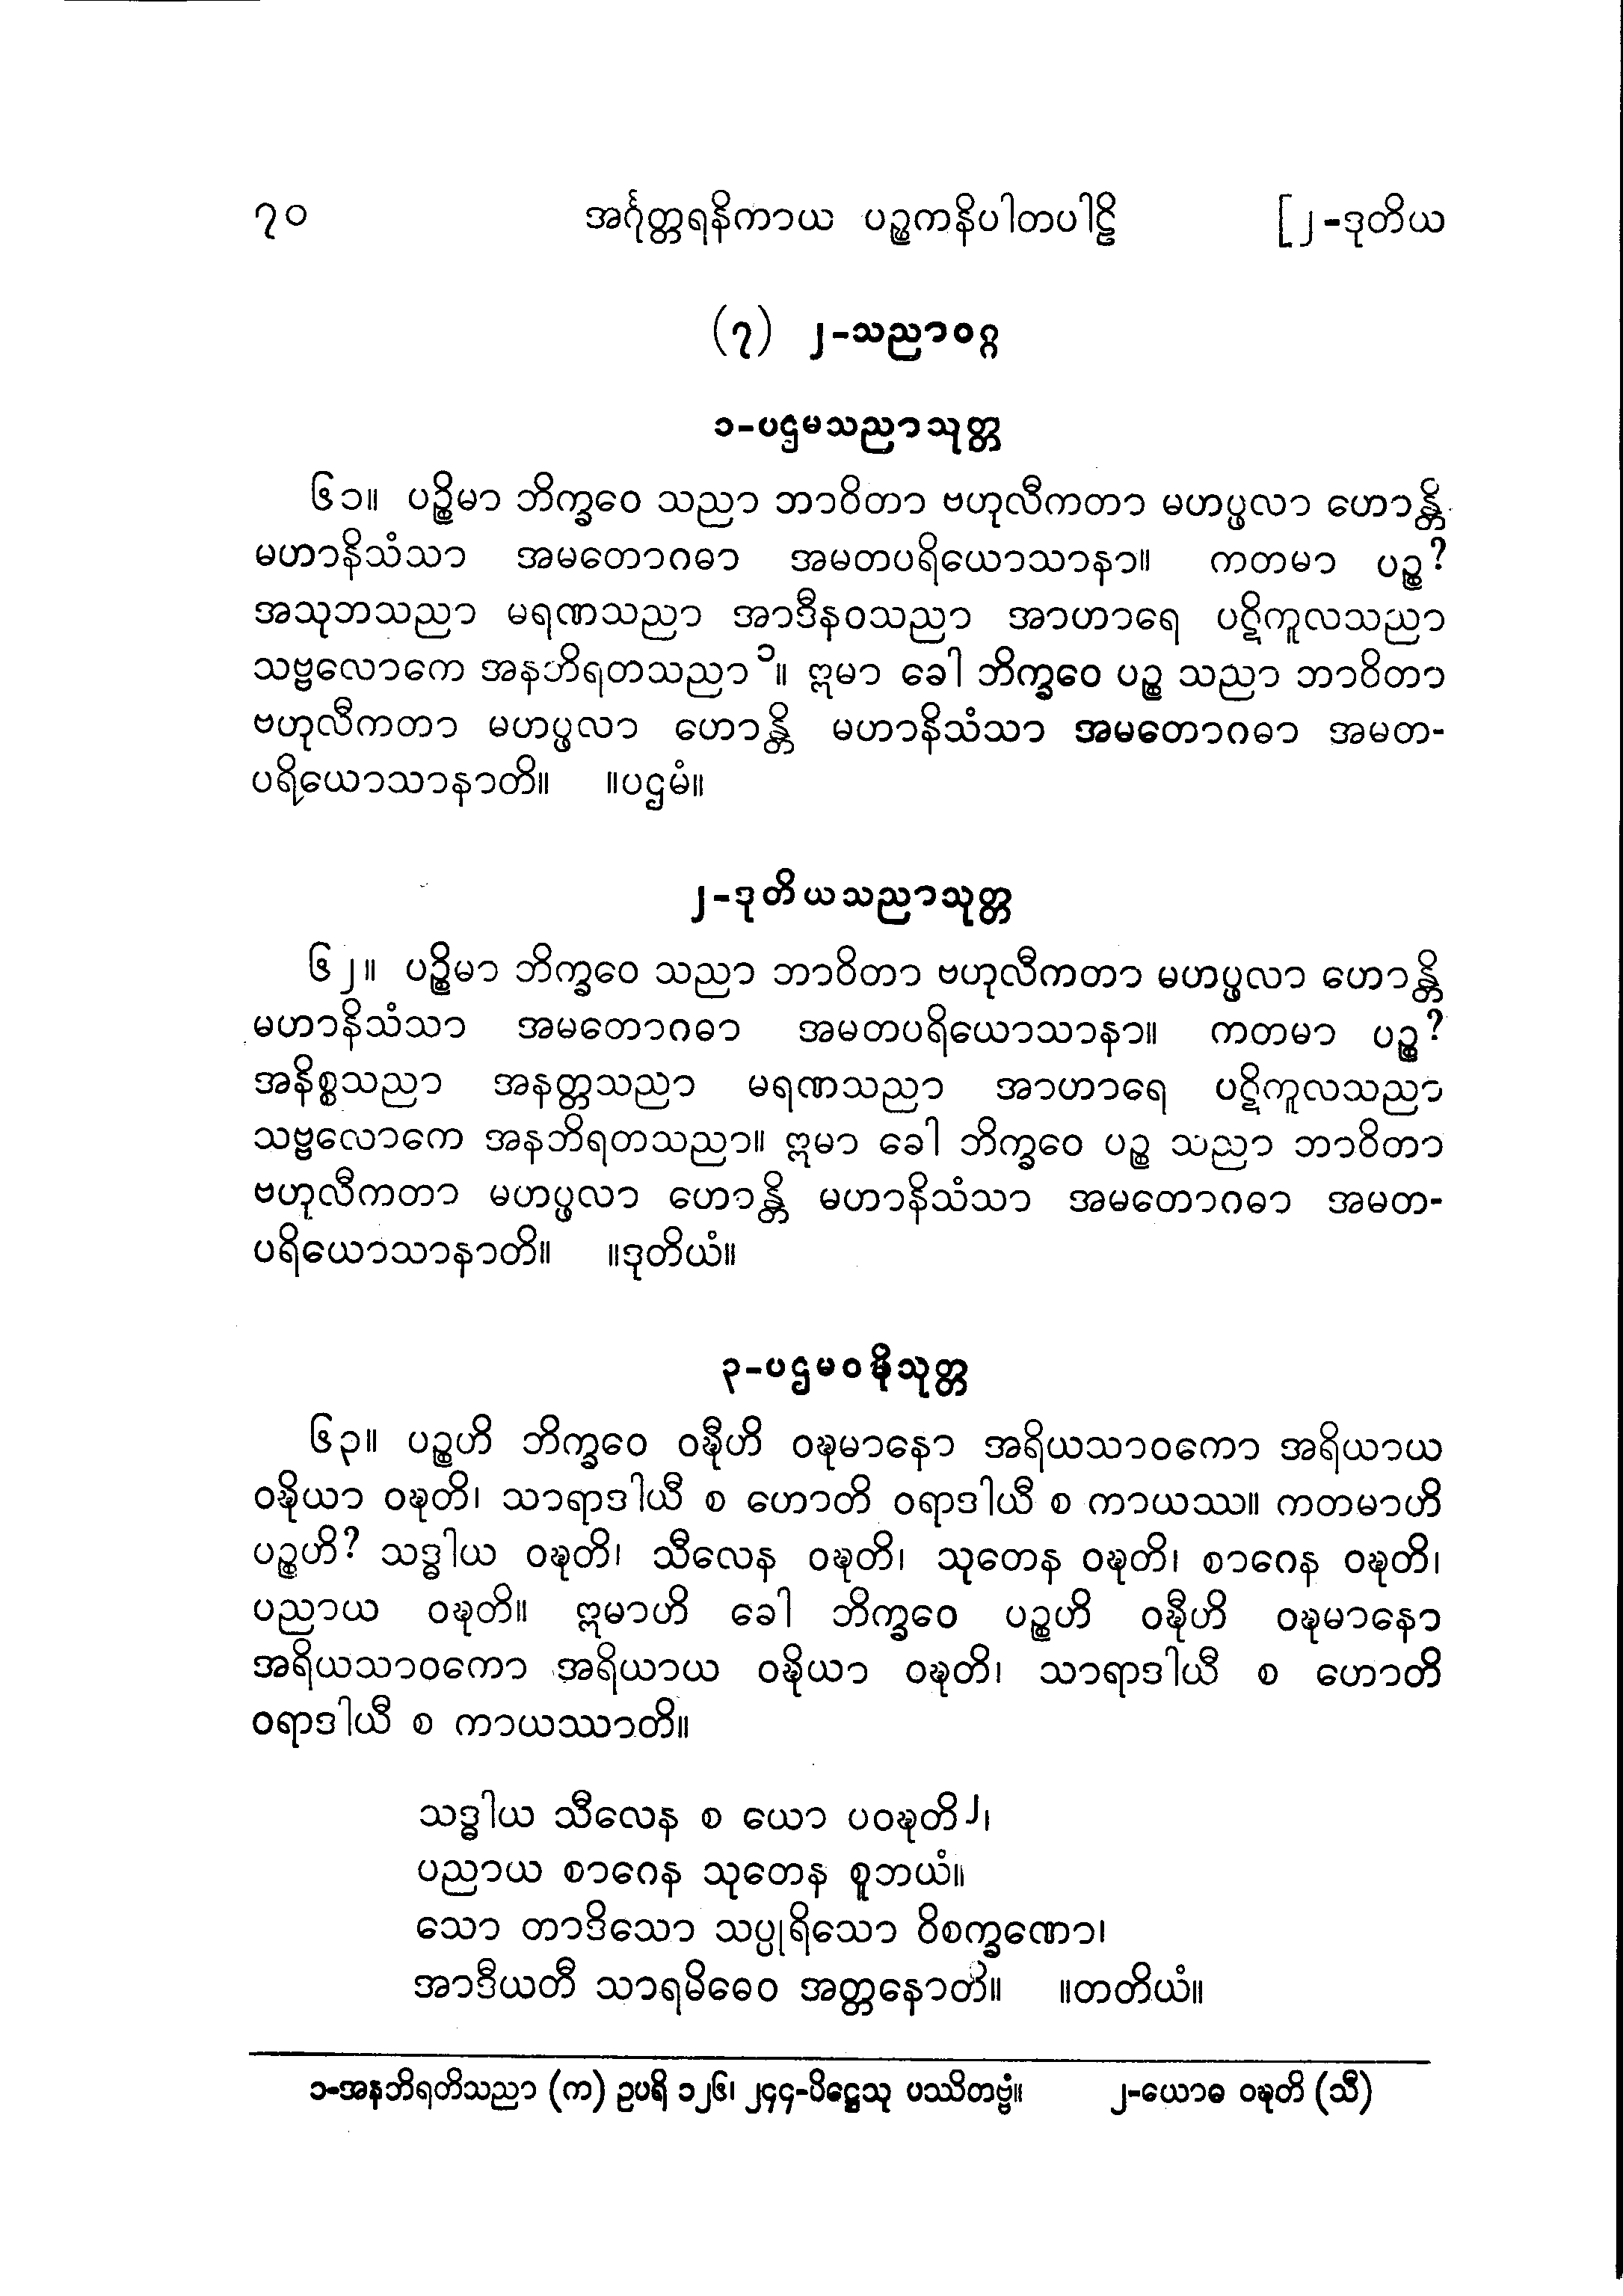 ၇၀ အင်္ဂုတ္တရနိကာယ ပဉ္စကနိပါတပါဠိ [၂-ဒုတိယ
(၇) ၂-သညာဝဂ္ဂ
၁-ပဌမသညာသုတ္တ
၆၁။ ပဉ္စိမာ ဘိက္ခဝေ သညာ ဘာဝိတာ ဗဟုလီကတာ မဟပ္ဖလာ ဟောန္တိ
မဟာနိသံသာ အမတောဂဓာ အမတပရိယောသာနာ။ ကတမာ ပဉ္စ?
အသုဘသညာ မရဏသညာ အာဒီနဝသညာ အာဟာရေ ပဋိကူလသညာ
သဗ္ဗလောကေ အနဘိရတသညာ၁။ ဣမာ ခေါ ဘိက္ခဝေ ပဉ္စ သညာ ဘာဝိတာ
ဗဟုလီကတာ မဟပ္ဖလာ ဟောန္တိ မဟာနိသံသာ အမတောဂဓာ အမတ-
ပရိယောသာနာတိ။ ။ပဌမံ။
၂-ဒုတိယသညာသုတ္တ
၆၂။ ပဉ္စိမာ ဘိက္ခဝေ သညာ ဘာဝိတာ ဗဟုလီကတာ မဟပ္ဖလာ ဟောန္တိ
မဟာနိသံသာ အမတောဂဓာ အမတပရိယောသာနာ။ ကတမာ ပဉ္စ?
အနိစ္စသညာ အနတ္တသညာ မရဏသညာ အာဟာရေ ပဋိကူလသညာ
သဗ္ဗလောကေ အနဘိရတသညာ။ ဣမာ ခေါ ဘိက္ခဝေ ပဉ္စ သညာ ဘာဝိတာ
ဗဟုလီကတာ မဟပ္ဖလာ ဟောန္တိ မဟာနိသံသာ အမတောဂဓာ အမတ-
ပရိယောသာနာတိ။ ။ဒုတိယံ။
၃-ပဌမဝဍ္ဎိသုတ္တ
၆၃။ ပဉ္စဟိ ဘိက္ခဝေ ဝဍ္ဎီဟိ ဝဍ္ဎမာနော အရိယသာဝကော အရိယာယ
ဝဍ္ဎိယာ ဝဍ္ဎတိ၊ သာရာဒါယီ စ ဟောတိ ဝရာဒါယီ စ ကာယဿ။ ကတမာဟိ
ပဉ္စဟိ? သဒ္ဓါယ ဝဍ္ဎတိ၊ သီလေန ဝဍ္ဎတိ၊ သုတေန ဝဍ္ဎတိ၊ စာဂေန ဝဍ္ဎတိ၊
ပညာယ ဝဍ္ဎတိ။ ဣမာဟိ ခေါ ဘိက္ခဝေ ပဉ္စဟိ ဝဍ္ဎီဟိ ဝဍ္ဎမာနော
အရိယသာဝကော အရိယာယ ဝဍ္ဎိယာ ဝဍ္ဎတိ၊ သာရာဒါယီ စ ဟောတိ
ဝရာဒါယီ စ ကာယဿာတိ။
သဒ္ဓါယ သီလေန စ ယော ပဝဍ္ဎတိ၂၊
ပညာယ စာဂေန သုတေန စူဘယံ။
သော တာဒိသော သပ္ပုရိသော ဝိစက္ခဏော၊
အာဒီယတီ သာရမိဓေဝ အတ္တနောတိ။ ။တတိယံ။
၁-အနဘိရတိသညာ (က) ဥပရိ ၁၂၆၊ ၂၄၄-ပိဋ္ဌေသု ပဿိတဗ္ဗံ။ ၂-ယောဓ ဝဍ္ဎတိ (သီ)